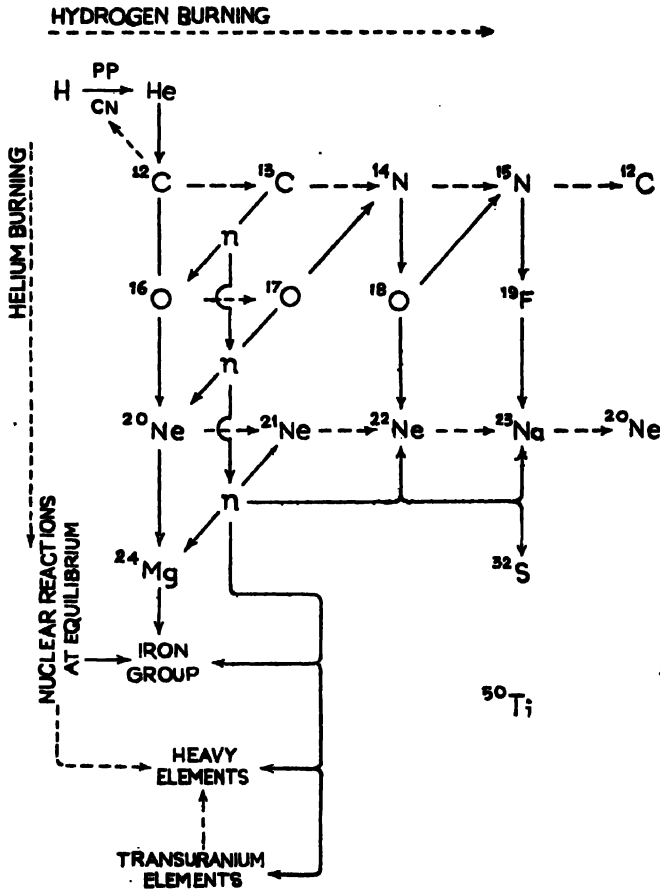 HYDROGEN BURNING
PP
H He
CN
HELIUM BURNING
¹²C ¹³C ¹⁴N ¹⁵N ¹²C
n
¹⁶O ¹⁷O ¹⁸O ¹⁹F
n
²⁰Ne ²¹Ne ²²Ne ²³Na ²⁰Ne
n
²⁴Mg ³²S
NUCLEAR REACTIONS
AT EQUILIBRIUM
IRON
GROUP
⁵⁰Ti
HEAVY
ELEMENTS
TRANSURANIUM
ELEMENTS